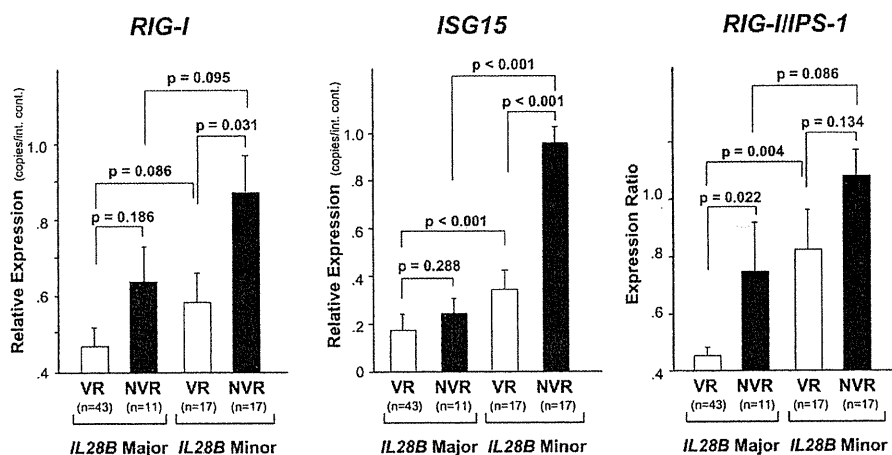 RIG-I
ISG15
RIG-I/IPS-1
Relative Expression (copies/int. cont.)
1.0
.8
.6
.4
p = 0.095
p = 0.031
p = 0.086
p = 0.186
VR NVR VR NVR
(n=43) (n=11) (n=17) (n=17)
IL28B Major IL28B Minor
Relative Expression (copies/int. cont.)
1.0
.8
.6
.4
.2
0
p < 0.001
p < 0.001
p < 0.001
p = 0.288
VR NVR VR NVR
(n=43) (n=11) (n=17) (n=17)
IL28B Major IL28B Minor
Expression Ratio
1.0
.8
.6
.4
p = 0.086
p = 0.134
p = 0.004
p = 0.022
VR NVR VR NVR
(n=43) (n=11) (n=17) (n=17)
IL28B Major IL28B Minor